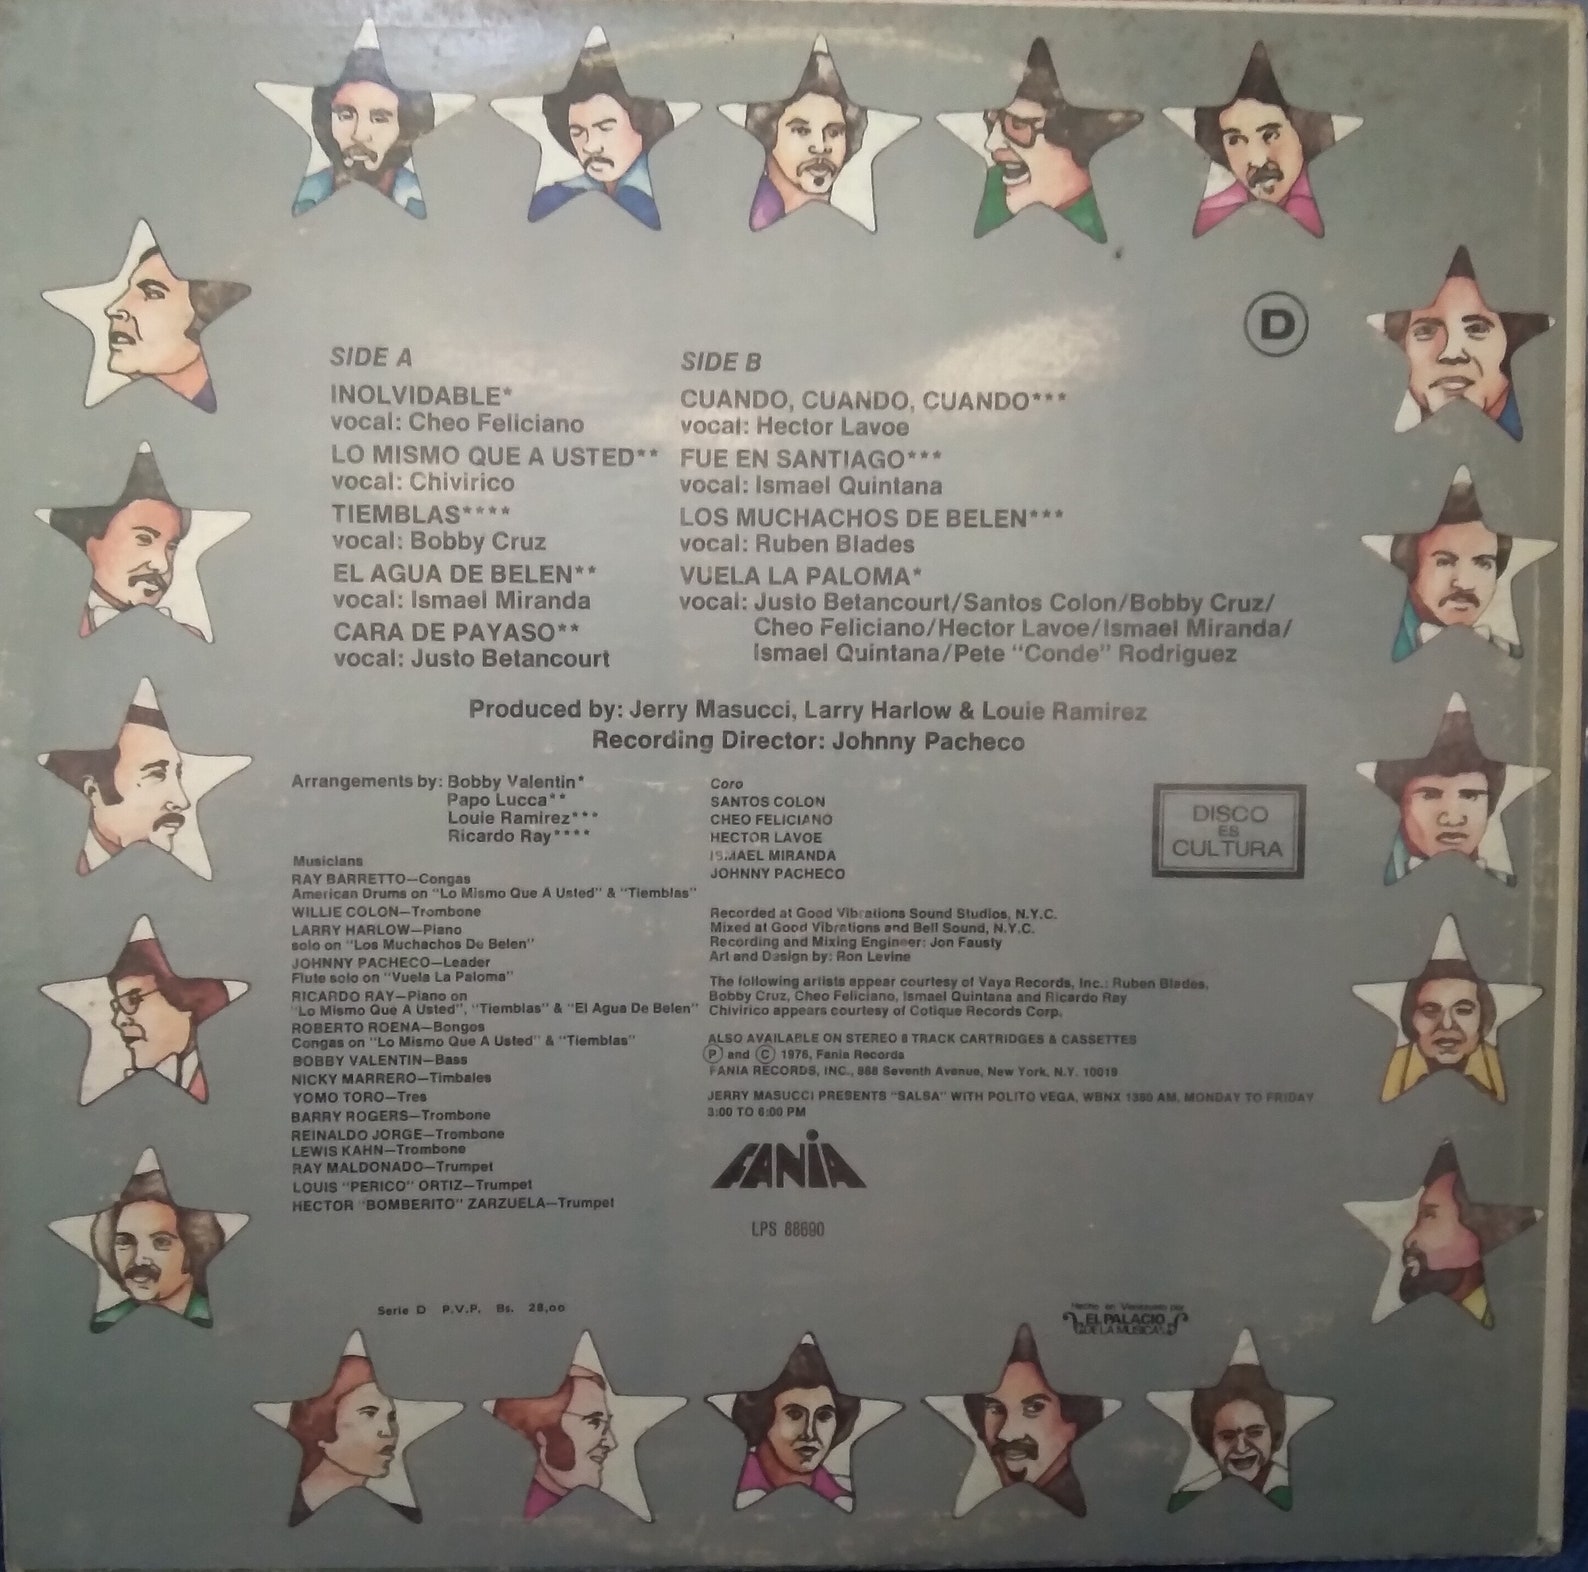 D
SIDE A
INOLVIDABLE*
vocal: Cheo Feliciano
LO MISMO QUE A USTED**
vocal: Chivirico
TIEMBLAS****
vocal: Bobby Cruz
EL AGUA DE BELEN**
vocal: Ismael Miranda
CARA DE PAYASO**
vocal: Justo Betancourt
SIDE B
CUANDO, CUANDO, CUANDO***
vocal: Hector Lavoe
FUE EN SANTIAGO***
vocal: Ismael Quintana
LOS MUCHACHOS DE BELEN***
vocal: Ruben Blades
VUELA LA PALOMA*
vocal: Justo Betancourt/Santos Colon/Bobby Cruz/
Cheo Feliciano/Hector Lavoe/Ismael Miranda/
Ismael Quintana/Pete "Conde" Rodriguez
Produced by: Jerry Masucci, Larry Harlow & Louie Ramirez
Recording Director: Johnny Pacheco
Arrangements by: Bobby Valentin*
Papo Lucca**
Louie Ramirez***
Ricardo Ray****
Musicians
RAY BARRETTO—Congas
American Drums on "Lo Mismo Que A Usted" & "Tiemblas"
WILLIE COLON—Trombone
LARRY HARLOW—Piano
solo on "Los Muchachos De Belen"
JOHNNY PACHECO—Leader
Flute solo on "Vuela La Paloma"
RICARDO RAY—Piano on
"Lo Mismo Que A Usted", "Tiemblas" & "El Agua De Belen"
ROBERTO ROENA—Bongos
Congas on "Lo Mismo Que A Usted" & "Tiemblas"
BOBBY VALENTIN—Bass
NICKY MARRERO—Timbales
YOMO TORO—Tres
BARRY ROGERS—Trombone
REINALDO JORGE—Trombone
LEWIS KAHN—Trombone
RAY MALDONADO—Trumpet
LOUIS "PERICO" ORTIZ—Trumpet
HECTOR "BOMBERITO" ZARZUELA—Trumpet
Coro
SANTOS COLON
CHEO FELICIANO
HECTOR LAVOE
ISMAEL MIRANDA
JOHNNY PACHECO
DISCO
ES
CULTURA
Recorded at Good Vibrations Sound Studios, N.Y.C.
Mixed at Good Vibrations and Bell Sound, N.Y.C.
Recording and Mixing Engineer: Jon Fausty
Art and Design by: Ron Levine
The following artists appear courtesy of Vaya Records, Inc.: Ruben Blades,
Bobby Cruz, Cheo Feliciano, Ismael Quintana and Ricardo Ray
Chivirico appears courtesy of Cotique Records Corp.
ALSO AVAILABLE ON STEREO 8 TRACK CARTRIDGES & CASSETTES
Ⓟ and Ⓒ 1976, Fania Records
FANIA RECORDS, INC., 888 Seventh Avenue, New York, N.Y. 10019
JERRY MASUCCI PRESENTS "SALSA" WITH POLITO VEGA, WBNX 1380 AM, MONDAY TO FRIDAY
3:00 TO 6:00 PM
FANIA
LPS 88690
Serie D P.V.P. Bs. 28,00
Hecho en Venezuela por
EL PALACIO
DE LA MUSICA